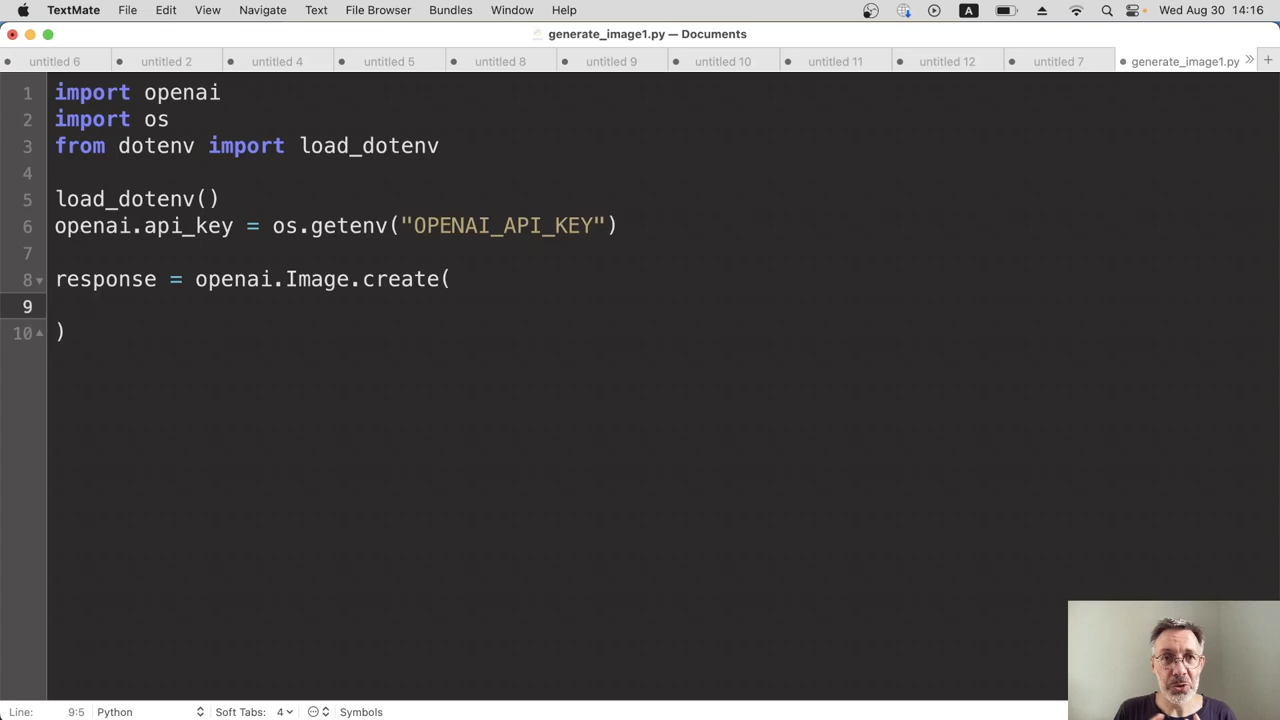 TextMate File Edit View Navigate Text File Browser Bundles Window Help A Wed Aug 30 14:16
generate_image1.py — Documents
untitled 6 untitled 2 untitled 4 untitled 5 untitled 8 untitled 9 untitled 10 untitled 11 untitled 12 untitled 7 generate_image1.py
1 import openai
2 import os
3 from dotenv import load_dotenv
4
5 load_dotenv()
6 openai.api_key = os.getenv("OPENAI_API_KEY")
7
8 response = openai.Image.create(
9
10 )
Line: 9:5 Python Soft Tabs: 4 Symbols